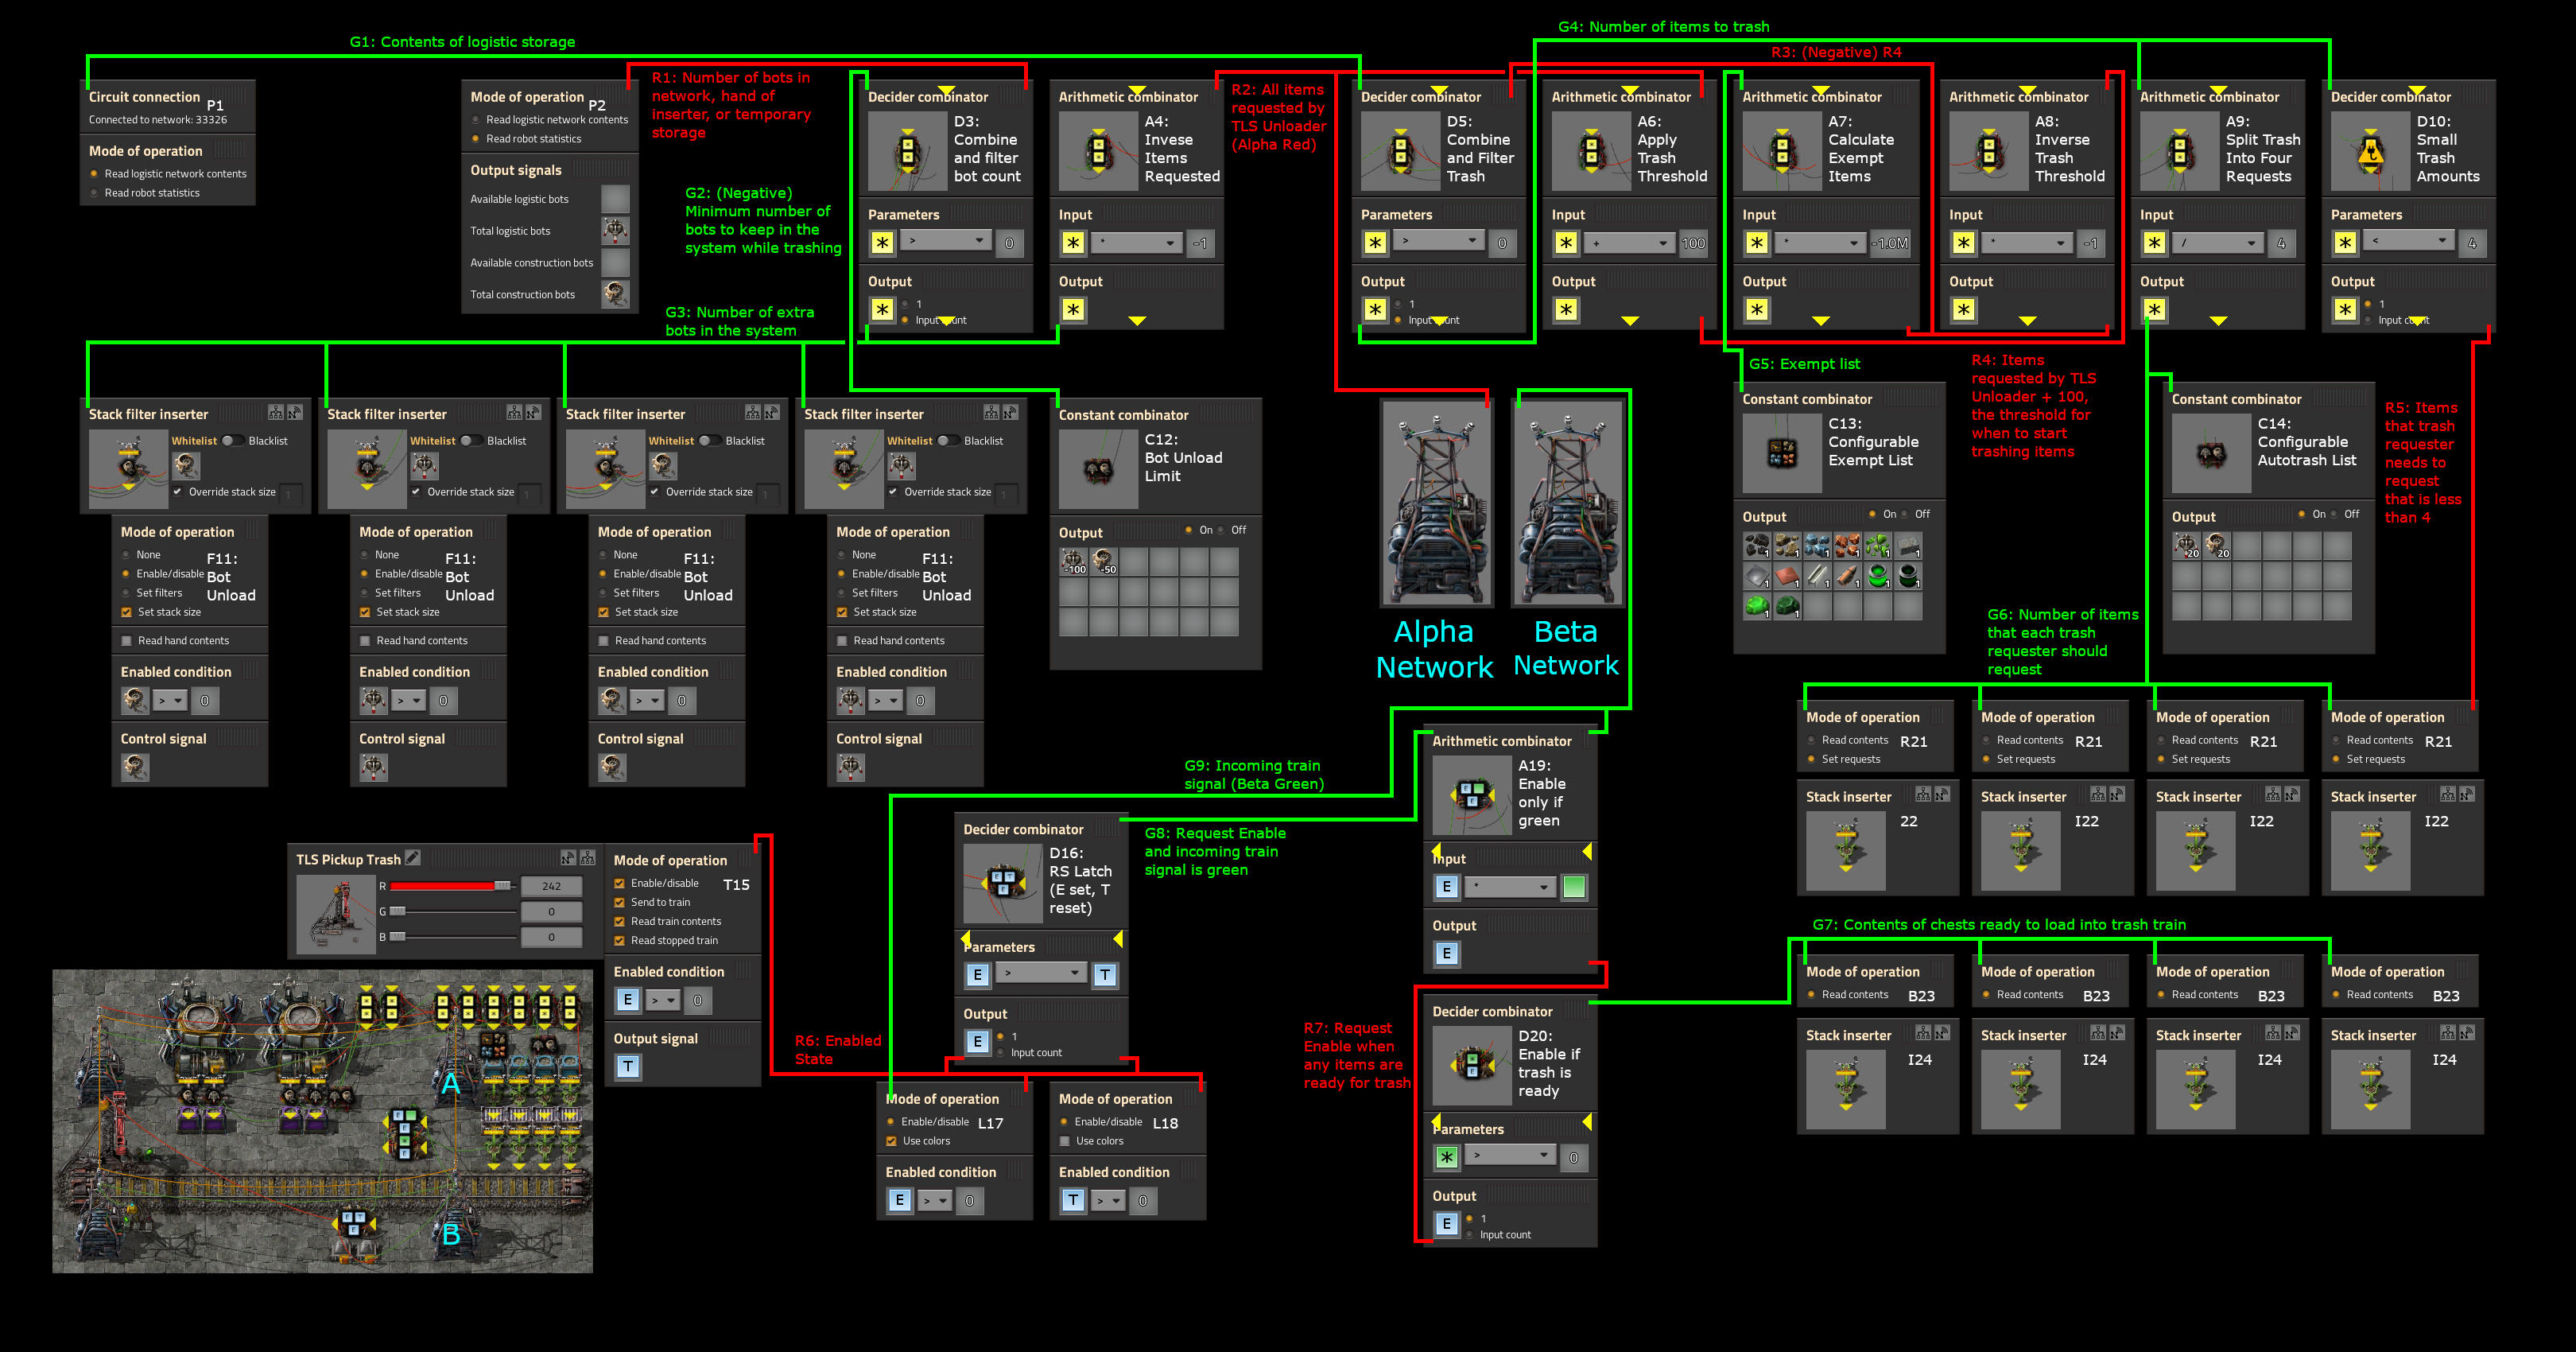 G1: Contents of logistic storage
G4: Number of items to trash
R3: (Negative) R4
R1: Number of bots in
network, hand of
inserter, or temporary
storage
R2: All items
requested by
TLS Unloader
(Alpha Red)
Circuit connection P1
Connected to network: 33326
Mode of operation
Read logistic network contents
Read robot statistics
Mode of operation P2
Read logistic network contents
Read robot statistics
Output signals
Available logistic bots
Total logistic bots
Available construction bots
Total construction bots
G2: (Negative)
Minimum number of
bots to keep in the
system while trashing
G3: Number of extra
bots in the system
Decider combinator
D3:
Combine
and filter
bot count
Parameters
* > 0
Output
* 1
Input count
Arithmetic combinator
A4:
Invese
Items
Requested
Input
* * -1
Output
*
Decider combinator
D5:
Combine
and Filter
Trash
Parameters
* > 0
Output
* 1
Input count
Arithmetic combinator
A6:
Apply
Trash
Threshold
Input
* + 100
Output
*
Arithmetic combinator
A7:
Calculate
Exempt
Items
Input
* * -1.0M
Output
*
Arithmetic combinator
A8:
Inverse
Trash
Threshold
Input
* * -1
Output
*
Arithmetic combinator
A9:
Split Trash
Into Four
Requests
Input
* / 4
Output
*
Decider combinator
D10:
Small
Trash
Amounts
Parameters
* < 4
Output
* 1
Input count
Stack filter inserter
Whitelist Blacklist
Override stack size 1
Mode of operation
None
Enable/disable
Set filters
Set stack size
F11:
Bot
Unload
Read hand contents
Enabled condition
> 0
Control signal
Stack filter inserter
Whitelist Blacklist
Override stack size 1
Mode of operation
None
Enable/disable
Set filters
Set stack size
F11:
Bot
Unload
Read hand contents
Enabled condition
> 0
Control signal
Stack filter inserter
Whitelist Blacklist
Override stack size 1
Mode of operation
None
Enable/disable
Set filters
Set stack size
F11:
Bot
Unload
Read hand contents
Enabled condition
> 0
Control signal
Stack filter inserter
Whitelist Blacklist
Override stack size 1
Mode of operation
None
Enable/disable
Set filters
Set stack size
F11:
Bot
Unload
Read hand contents
Enabled condition
> 0
Control signal
Constant combinator
C12:
Bot Unload
Limit
Output On Off
-100 -50
Alpha
Network
Beta
Network
G5: Exempt list
Constant combinator
C13:
Configurable
Exempt List
Output On Off
1 1 1 1 1 1
1 1 1 1 1 1
1 1
R4: Items
requested by TLS
Unloader + 100,
the threshold for
when to start
trashing items
Constant combinator
C14:
Configurable
Autotrash List
Output On Off
20 20
R5: Items
that trash
requester
needs to
request
that is less
than 4
G6: Number of items
that each trash
requester should
request
Mode of operation
Read contents R21
Set requests
Stack inserter
22
Mode of operation
Read contents R21
Set requests
Stack inserter
I22
Mode of operation
Read contents R21
Set requests
Stack inserter
I22
Mode of operation
Read contents R21
Set requests
Stack inserter
I22
G7: Contents of chests ready to load into trash train
Mode of operation
Read contents B23
Stack inserter
I24
Mode of operation
Read contents B23
Stack inserter
I24
Mode of operation
Read contents B23
Stack inserter
I24
Mode of operation
Read contents B23
Stack inserter
I24
G9: Incoming train
signal (Beta Green)
G8: Request Enable
and incoming train
signal is green
Arithmetic combinator
A19:
Enable
only if
green
Input
E *
Output
E
R7: Request
Enable when
any items are
ready for trash
Decider combinator
D20:
Enable if
trash is
ready
Parameters
* > 0
Output
E 1
Input count
Decider combinator
D16:
RS Latch
(E set, T
reset)
Parameters
E > T
Output
E 1
Input count
R6: Enabled
State
Mode of operation
Enable/disable L17
Use colors
Enabled condition
E > 0
Mode of operation
Enable/disable L18
Use colors
Enabled condition
T > 0
TLS Pickup Trash
R 242
G 0
B 0
Mode of operation
Enable/disable T15
Send to train
Read train contents
Read stopped train
Enabled condition
E > 0
Output signal
T
A
B